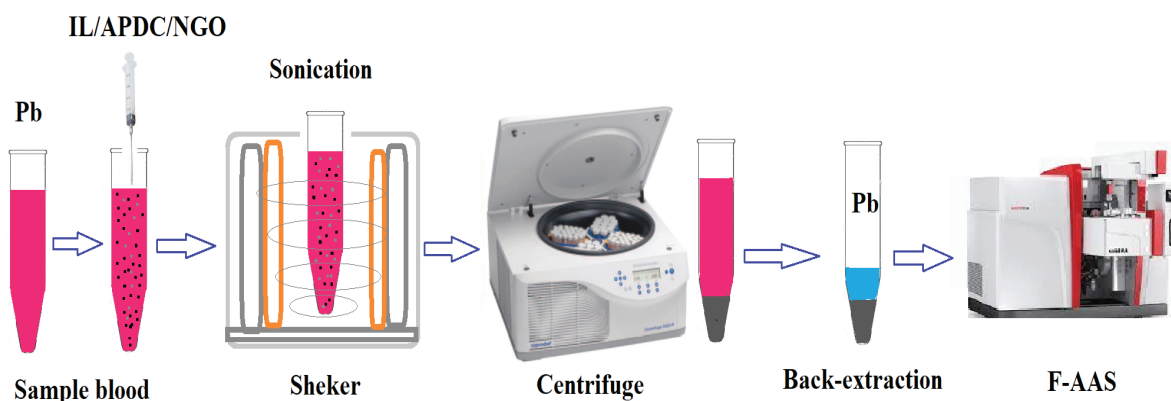 IL/APDC/NGO
Sonication
Pb
Pb
Sample blood
Sheker
Centrifuge
Back-extraction
F-AAS